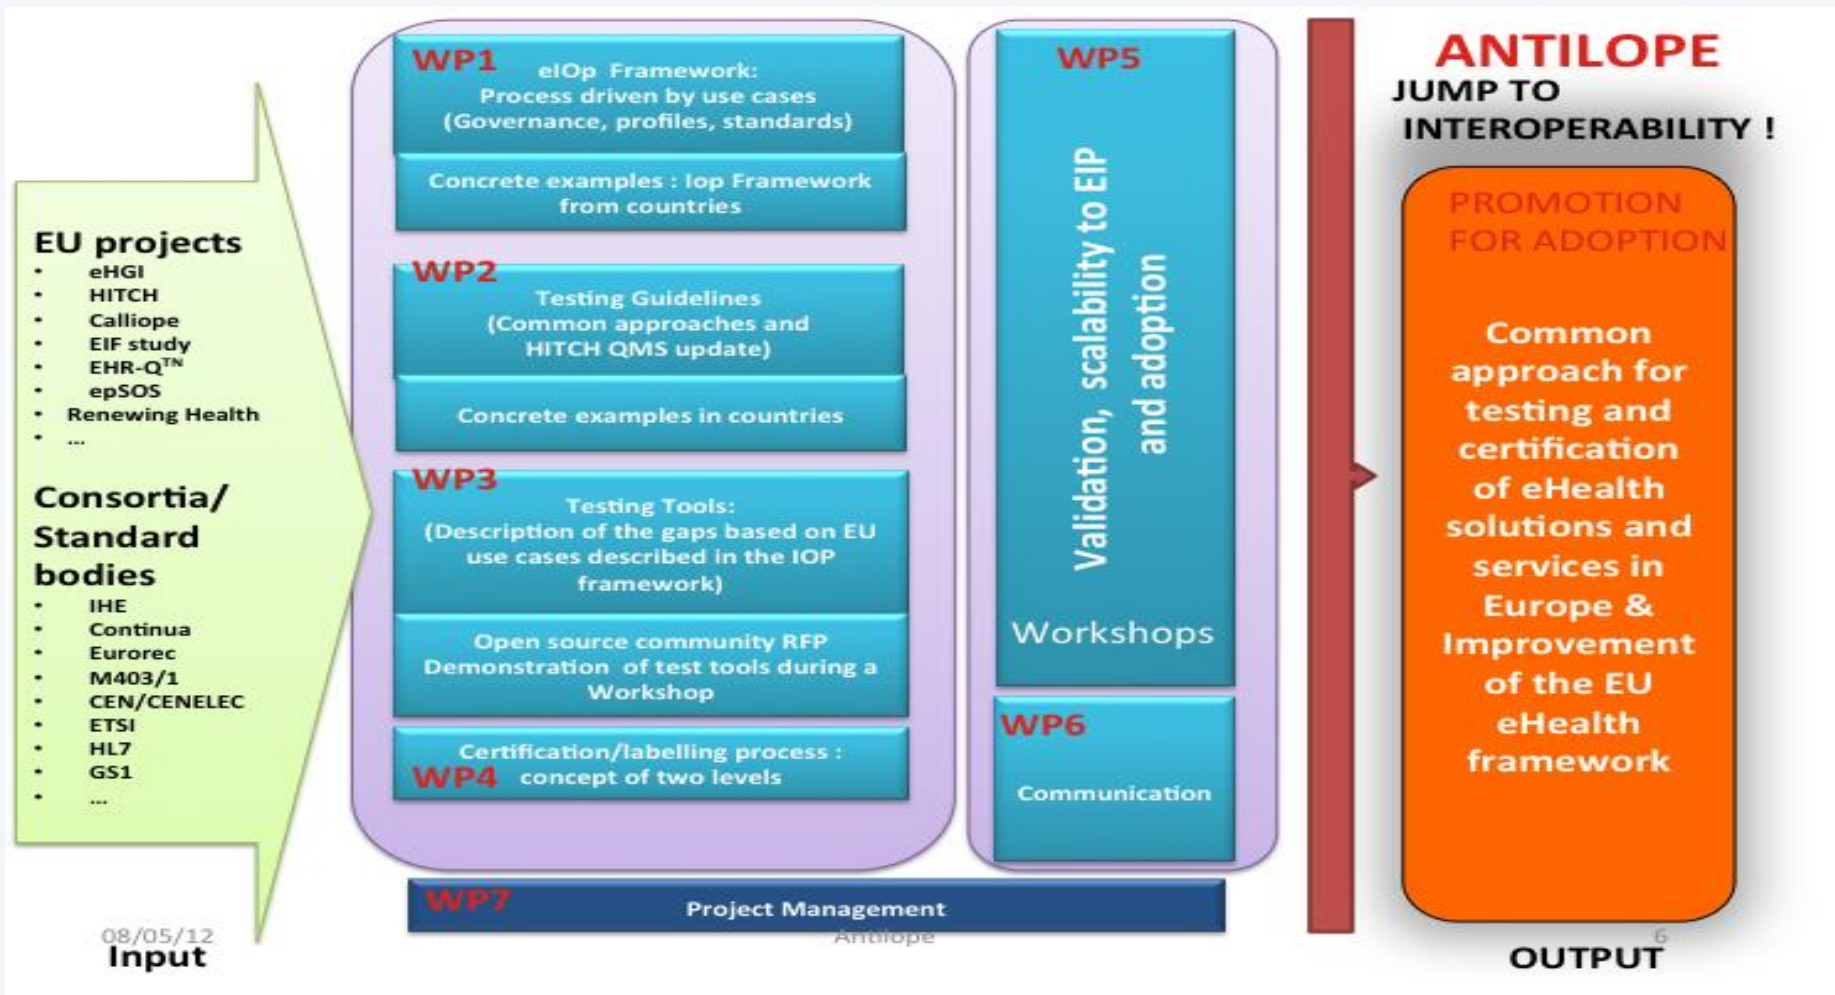 EU projects
• eHGI
• HITCH
• Calliope
• EIF study
• EHR-Qᵀᴺ
• epSOS
• Renewing Health
• ...
Consortia/
Standard
bodies
• IHE
• Continua
• Eurorec
• M403/1
• CEN/CENELEC
• ETSI
• HL7
• GS1
• ...
08/05/12
Input
WP1
eIOp Framework:
Process driven by use cases
(Governance, profiles, standards)
Concrete examples : Iop Framework
from countries
WP2
Testing Guidelines
(Common approaches and
HITCH QMS update)
Concrete examples in countries
WP3
Testing Tools:
(Description of the gaps based on EU
use cases described in the IOP
framework)
Open source community RFP
Demonstration of test tools during a
Workshop
Certification/labelling process :
WP4 concept of two levels
WP5
Validation, scalability to EIP
and adoption
Workshops
WP6
Communication
WP7
Project Management
Antilope
ANTILOPE
JUMP TO
INTEROPERABILITY !
PROMOTION
FOR ADOPTION
Common
approach for
testing and
certification
of eHealth
solutions and
services in
Europe &
Improvement
of the EU
eHealth
framework
6
OUTPUT